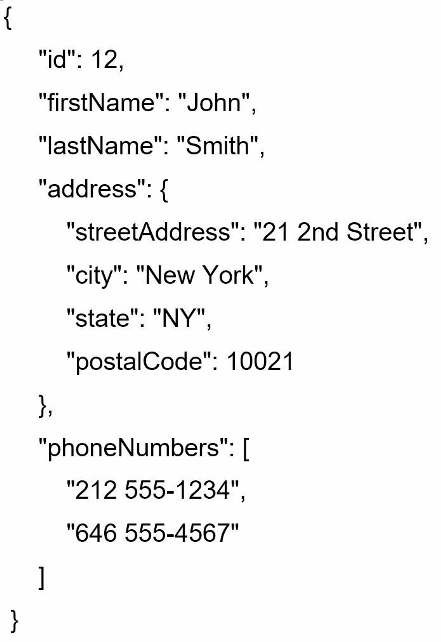 {
"id": 12,
"firstName": "John",
"lastName": "Smith",
"address": {
"streetAddress": "21 2nd Street",
"city": "New York",
"state": "NY",
"postalCode": 10021
},
"phoneNumbers": [
"212 555-1234",
"646 555-4567"
]
}